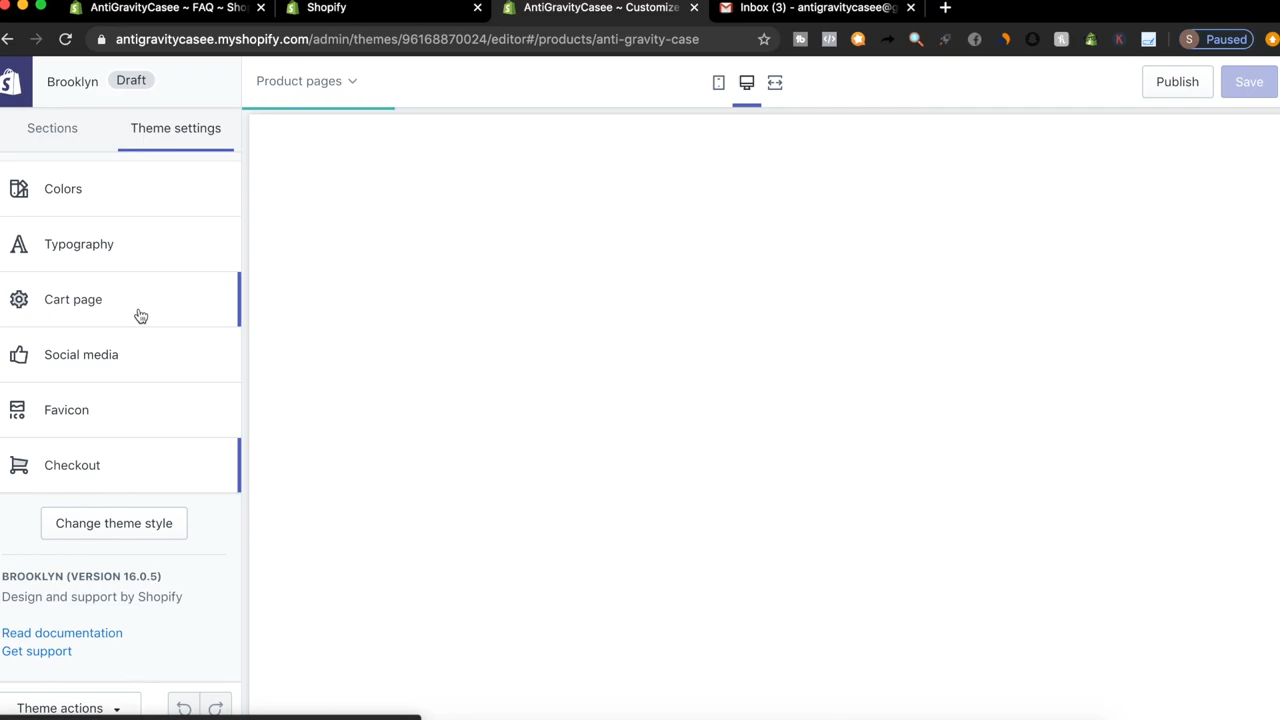 AntiGravityCasee ~ FAQ ~ Sho
Shopify
AntiGravityCasee ~ Customize
Inbox (3) - antigravitycasee@g
antigravitycasee.myshopify.com/admin/themes/96168870024/editor#/products/anti-gravity-case
S Paused
Brooklyn Draft
Product pages
Publish
Save
Sections
Theme settings
Colors
Typography
Cart page
Social media
Favicon
Checkout
Change theme style
BROOKLYN (VERSION 16.0.5)
Design and support by Shopify
Read documentation
Get support
Theme actions